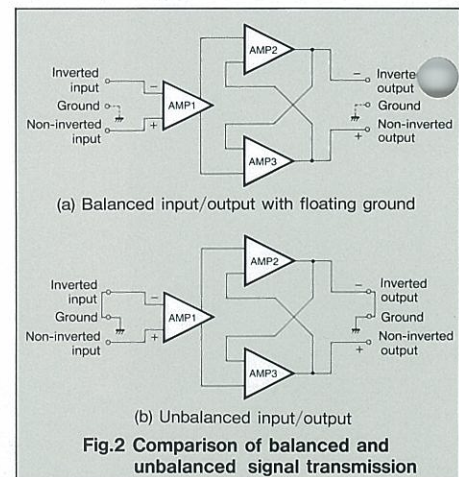 AMP2
Inverted
input
−
− Inverte
output
Ground
AMP1
Ground
Non-inverted
input
+
Non-inverted
+ output
AMP3
(a) Balanced input/output with floating ground
AMP2
Inverted
input
−
− Inverted
output
Ground
AMP1
Ground
Non-inverted
input
+
Non-inverted
+ output
AMP3
(b) Unbalanced input/output
Fig.2 Comparison of balanced and
unbalanced signal transmission